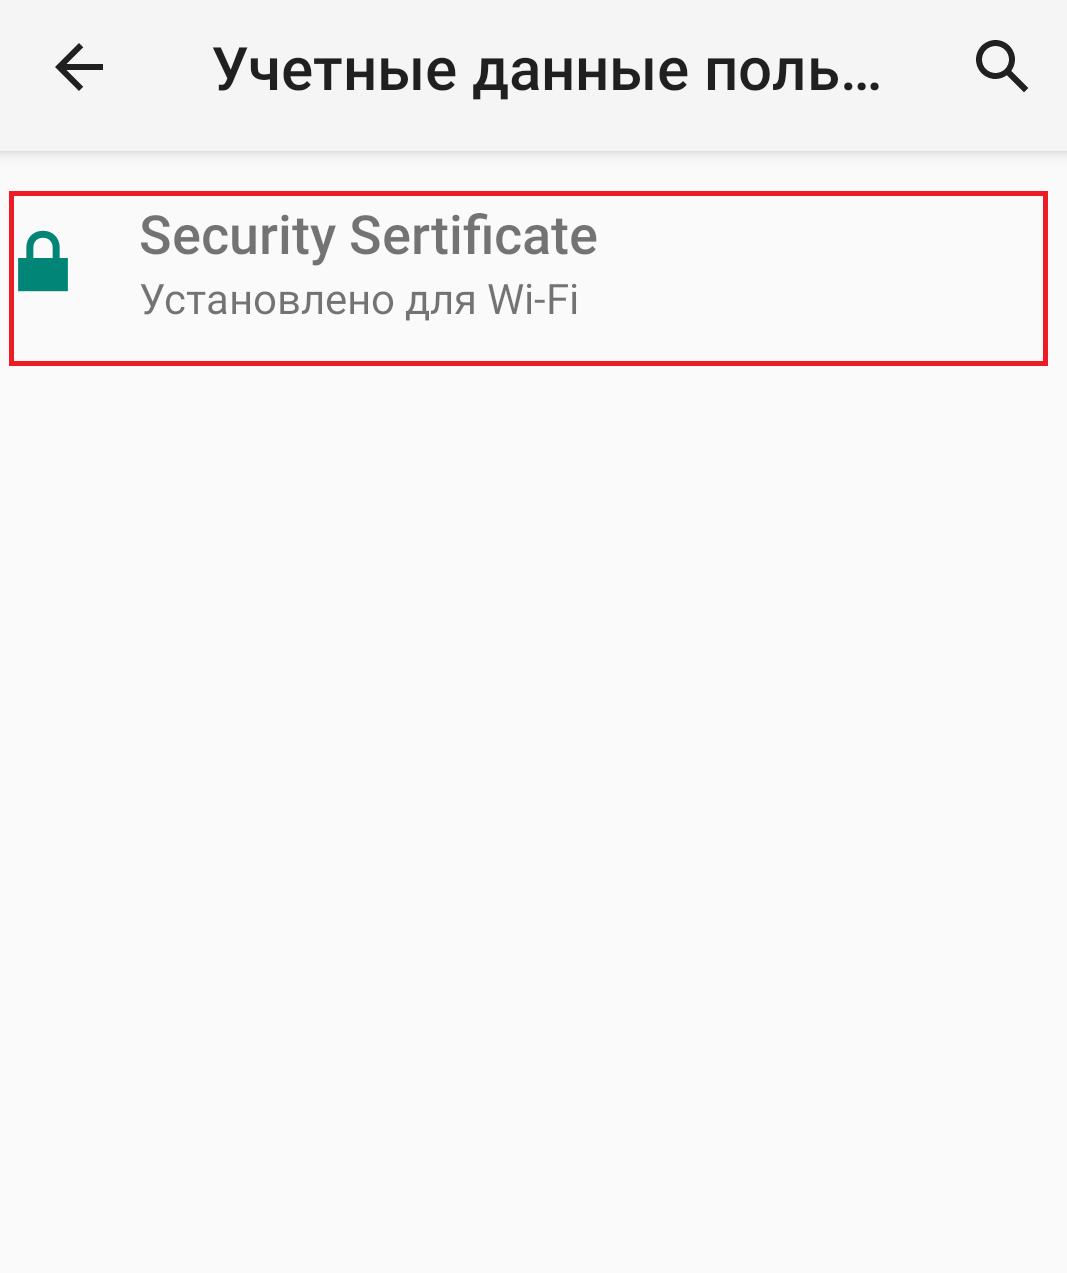 Учетные данные поль...
Security Sertificate
Установлено для Wi-Fi